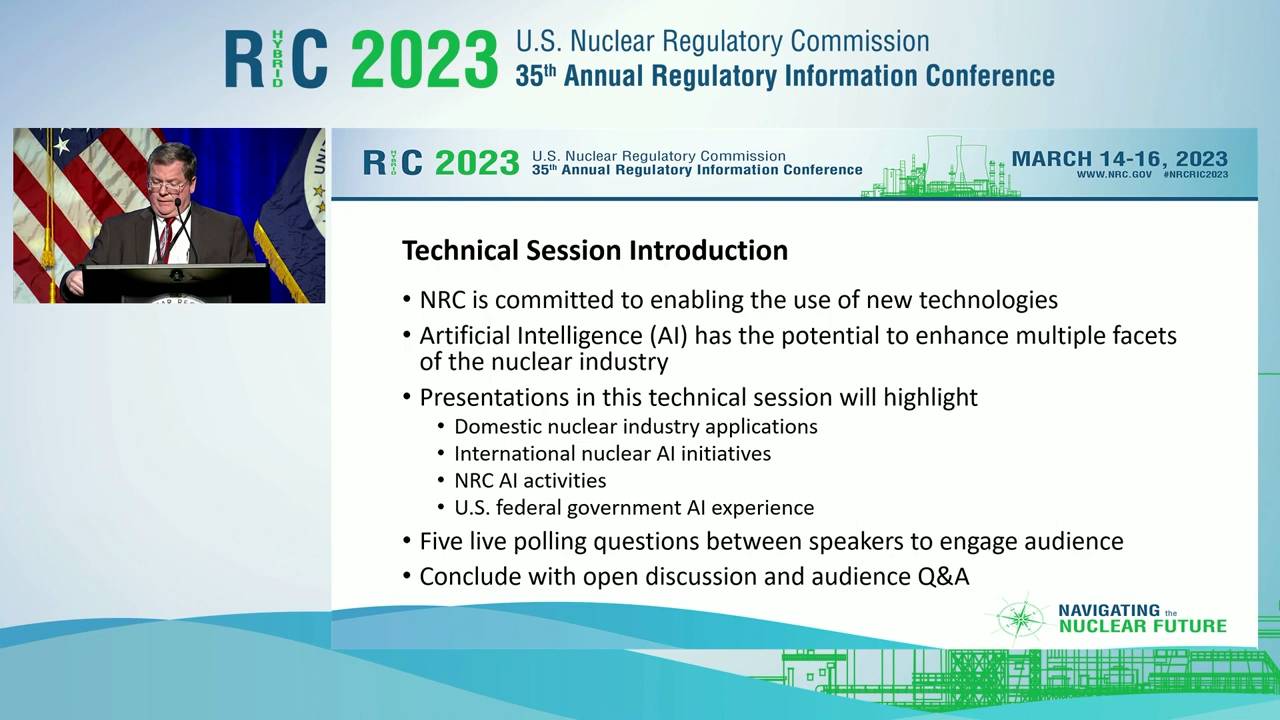 RIC 2023
HYBRID
U.S. Nuclear Regulatory Commission
35th Annual Regulatory Information Conference
RIC 2023
HYBRID
U.S. Nuclear Regulatory Commission
35th Annual Regulatory Information Conference
MARCH 14-16, 2023
WWW.NRC.GOV #NRCRIC2023
Technical Session Introduction
• NRC is committed to enabling the use of new technologies
• Artificial Intelligence (AI) has the potential to enhance multiple facets
of the nuclear industry
• Presentations in this technical session will highlight
• Domestic nuclear industry applications
• International nuclear AI initiatives
• NRC AI activities
• U.S. federal government AI experience
• Five live polling questions between speakers to engage audience
• Conclude with open discussion and audience Q&A
NAVIGATING the
NUCLEAR FUTURE